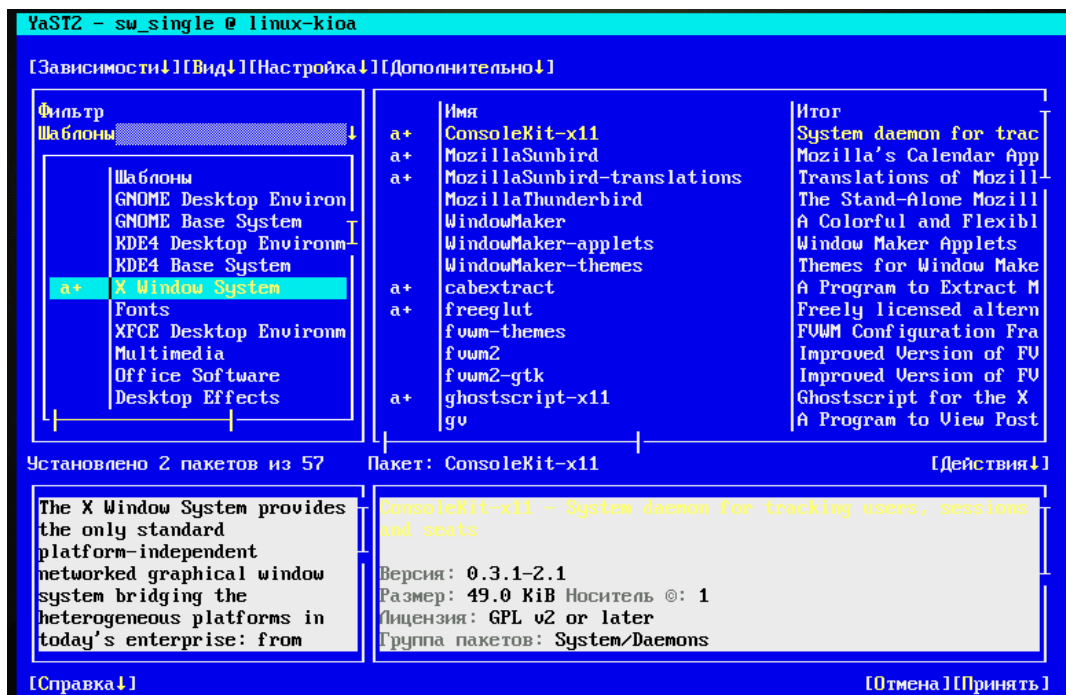 YaST2 - sw_single @ linux-kioa
[Зависимости↓][Вид↓][Настройка↓][Дополнительно↓]
Фильтр
Шаблоны↓
Шаблоны
GNOME Desktop Environ
GNOME Base System
KDE4 Desktop Environm
KDE4 Base System
a+ X Window System
Fonts
XFCE Desktop Environm
Multimedia
Office Software
Desktop Effects
Имя Итог
a+ ConsoleKit-x11 System daemon for trac
a+ MozillaSunbird Mozilla's Calendar App
a+ MozillaSunbird-translations Translations of Mozill
MozillaThunderbird The Stand-Alone Mozill
WindowMaker A Colorful and Flexibl
WindowMaker-applets Window Maker Applets
WindowMaker-themes Themes for Window Make
a+ cabextract A Program to Extract M
a+ freeglut Freely licensed altern
fvwm-themes FVWM Configuration Fra
fvwm2 Improved Version of FV
fvwm2-gtk Improved Version of FV
a+ ghostscript-x11 Ghostscript for the X
gv A Program to View Post
Установлено 2 пакетов из 57 Пакет: ConsoleKit-x11 [Действия↓]
The X Window System provides
the only standard
platform-independent
networked graphical window
system bridging the
heterogeneous platforms in
today's enterprise: from
ConsoleKit-x11 - System daemon for tracking users, sessions
and seats
Версия: 0.3.1-2.1
Размер: 49.0 KiB Носитель ©: 1
Лицензия: GPL v2 or later
Группа пакетов: System/Daemons
[Справка↓] [Отмена][Принять]